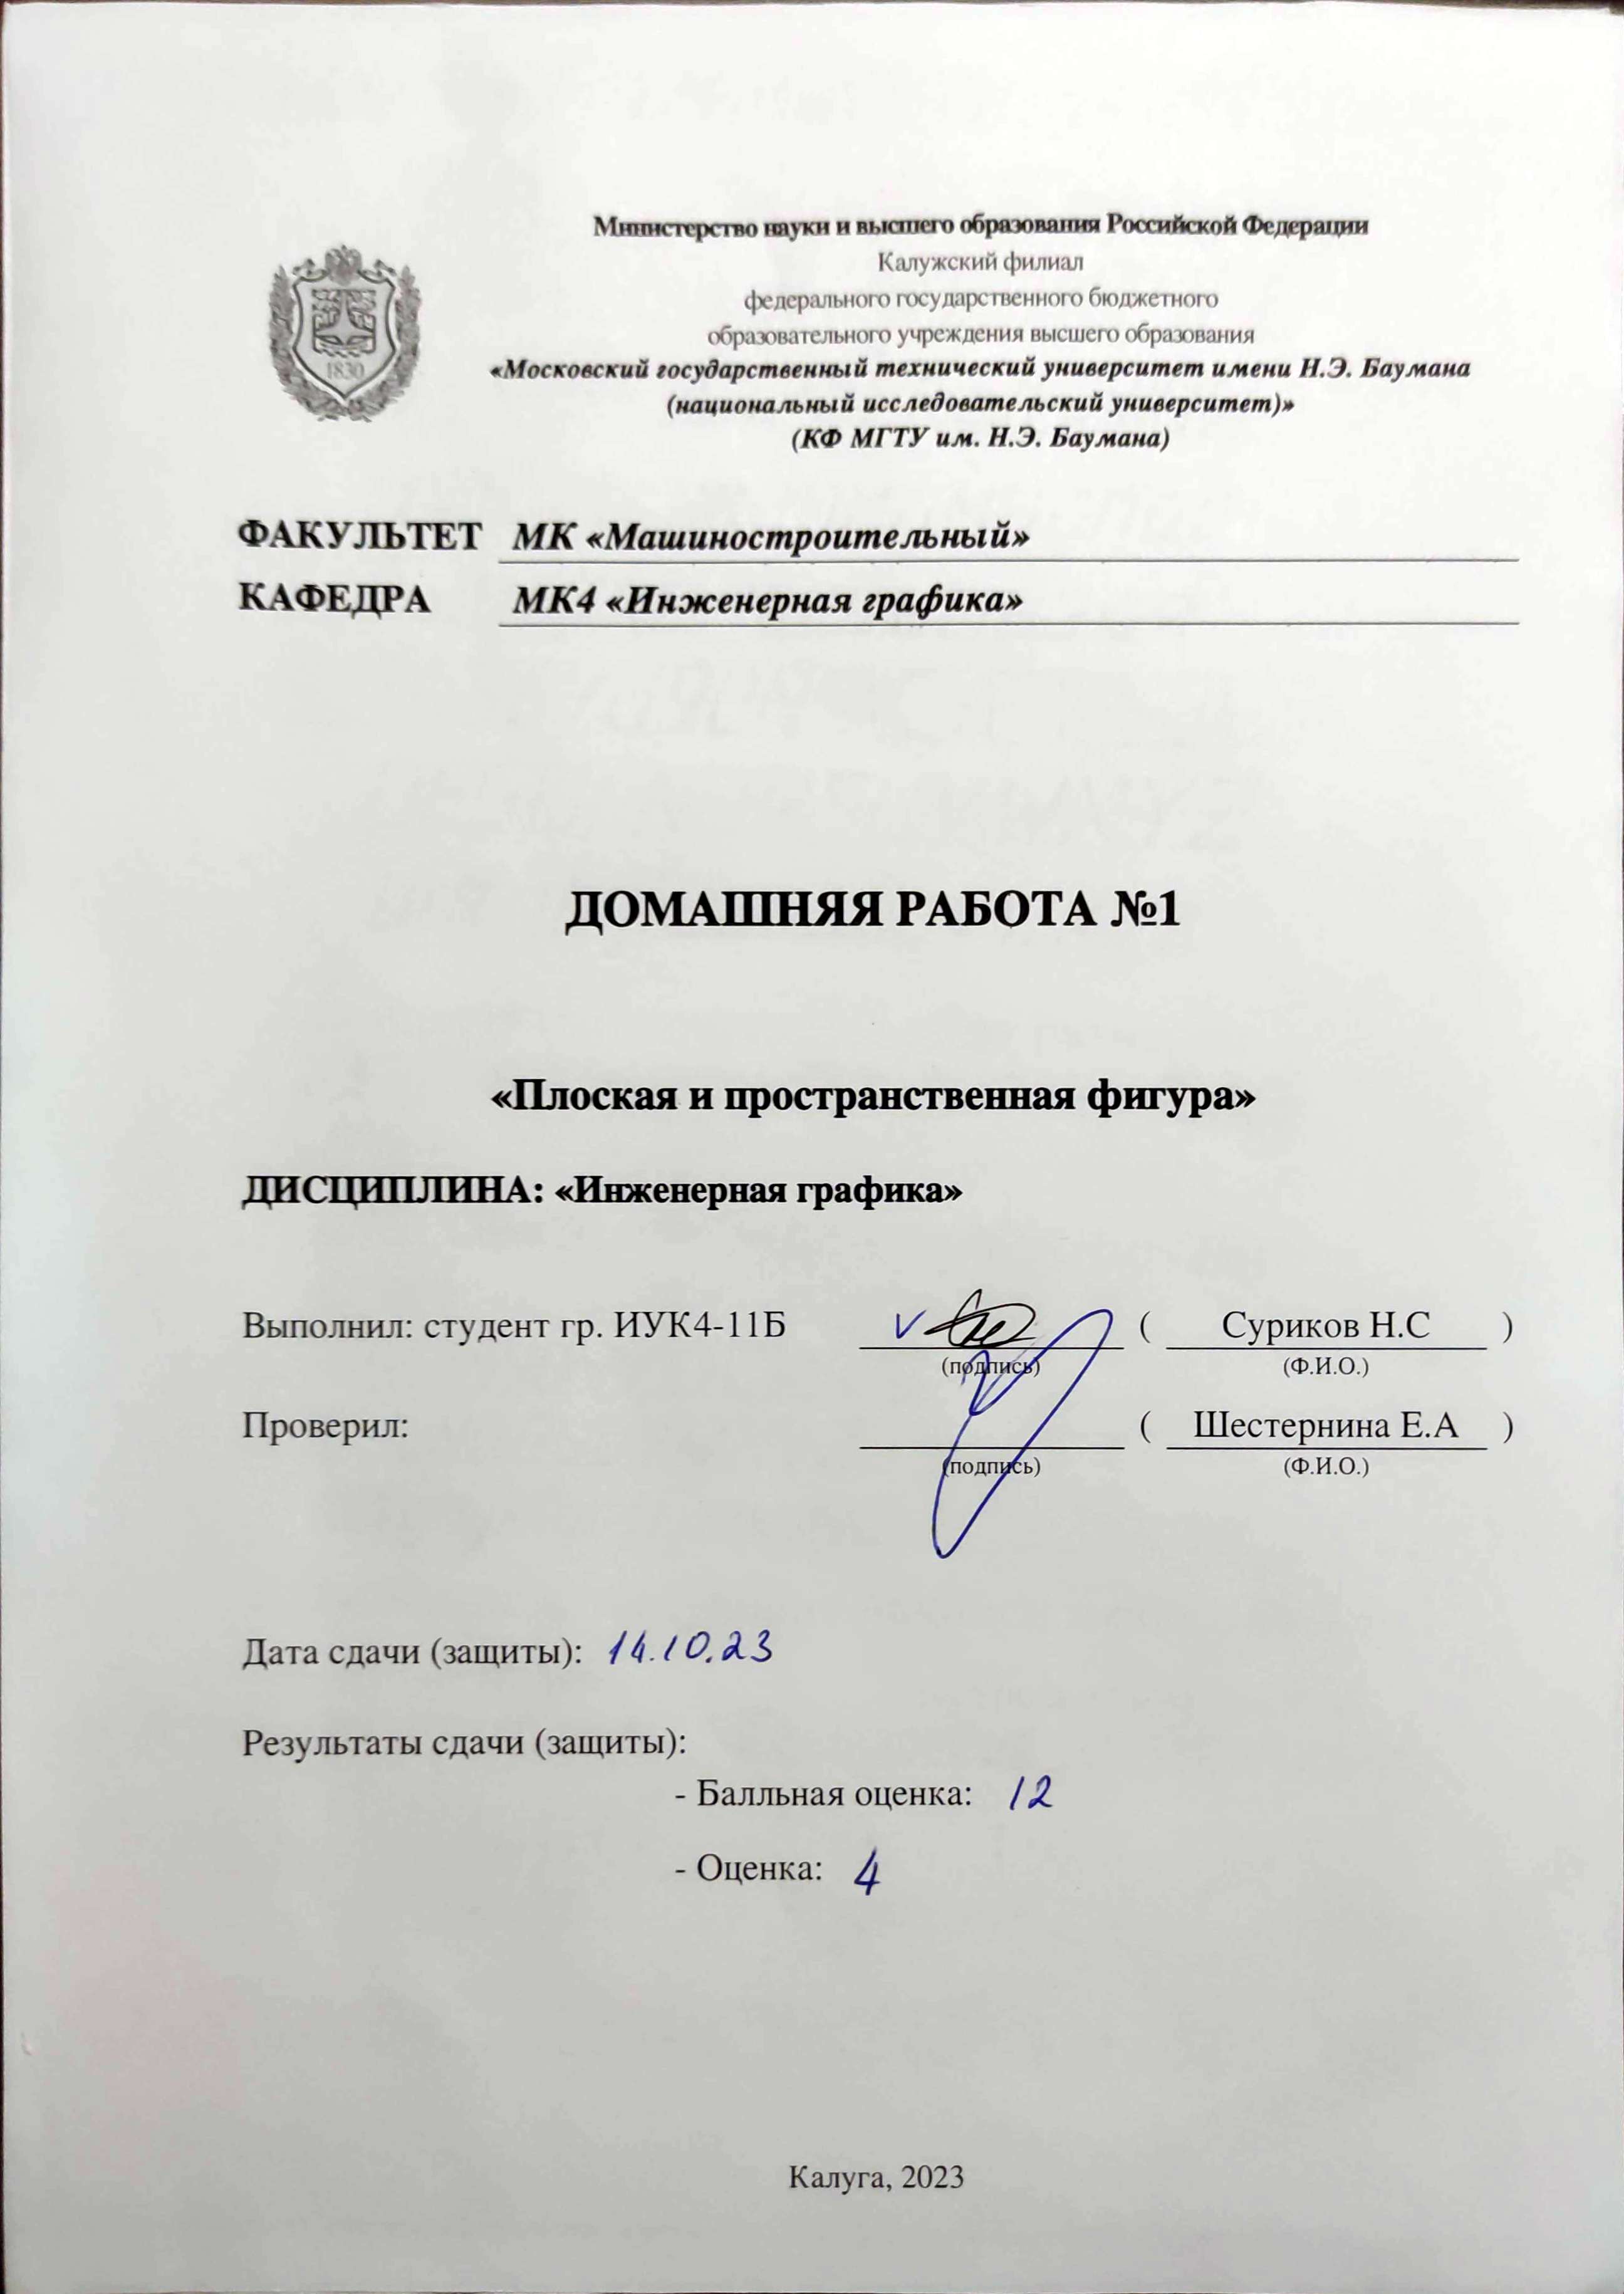 Министерство науки и высшего образования Российской Федерации
Калужский филиал
федерального государственного бюджетного
образовательного учреждения высшего образования
«Московский государственный технический университет имени Н.Э. Баумана
(национальный исследовательский университет)»
(КФ МГТУ им. Н.Э. Баумана)
1830
ФАКУЛЬТЕТ МК «Машиностроительный»
КАФЕДРА МК4 «Инженерная графика»
ДОМАШНЯЯ РАБОТА №1
«Плоская и пространственная фигура»
ДИСЦИПЛИНА: «Инженерная графика»
Выполнил: студент гр. ИУК4-11Б ( Суриков Н.С )
(подпись) (Ф.И.О.)
Проверил: ( Шестернина Е.А )
(подпись) (Ф.И.О.)
Дата сдачи (защиты): 14.10.23
Результаты сдачи (защиты):
- Балльная оценка: 12
- Оценка: 4
Калуга, 2023